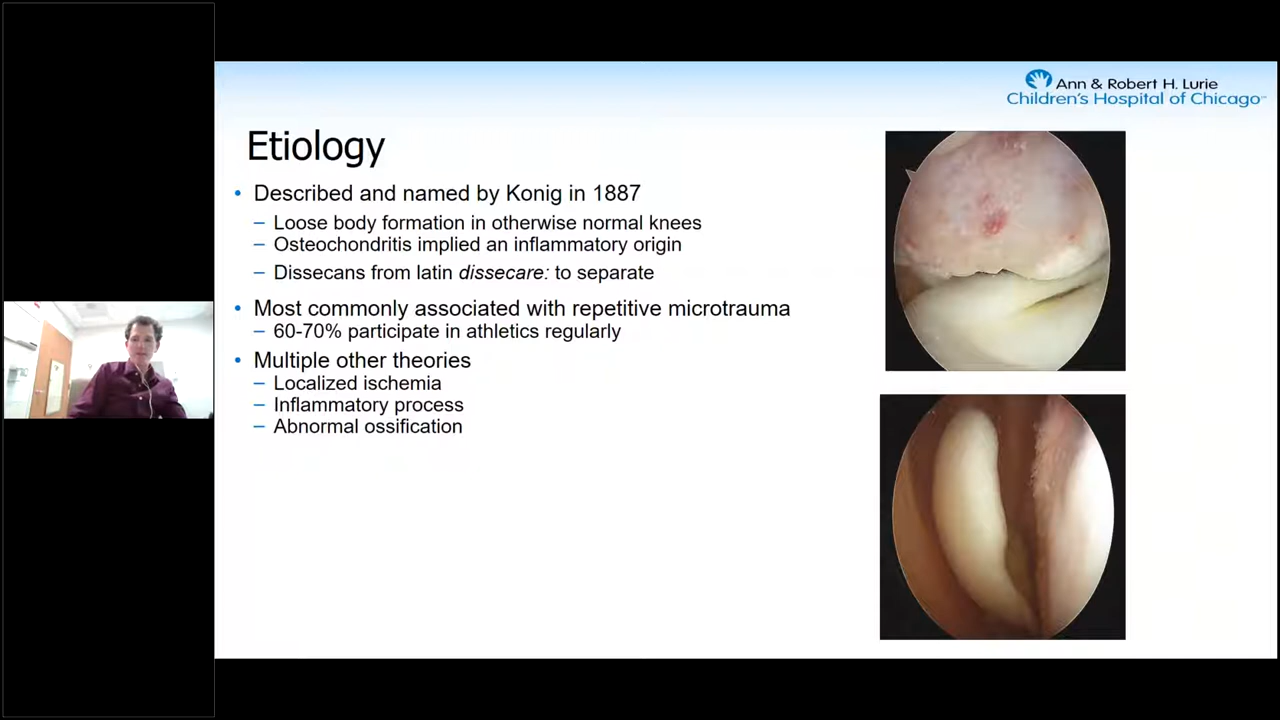 Ann & Robert H. Lurie
Children's Hospital of Chicago
Etiology
• Described and named by Konig in 1887
– Loose body formation in otherwise normal knees
– Osteochondritis implied an inflammatory origin
– Dissecans from latin dissecare: to separate
• Most commonly associated with repetitive microtrauma
– 60-70% participate in athletics regularly
• Multiple other theories
– Localized ischemia
– Inflammatory process
– Abnormal ossification